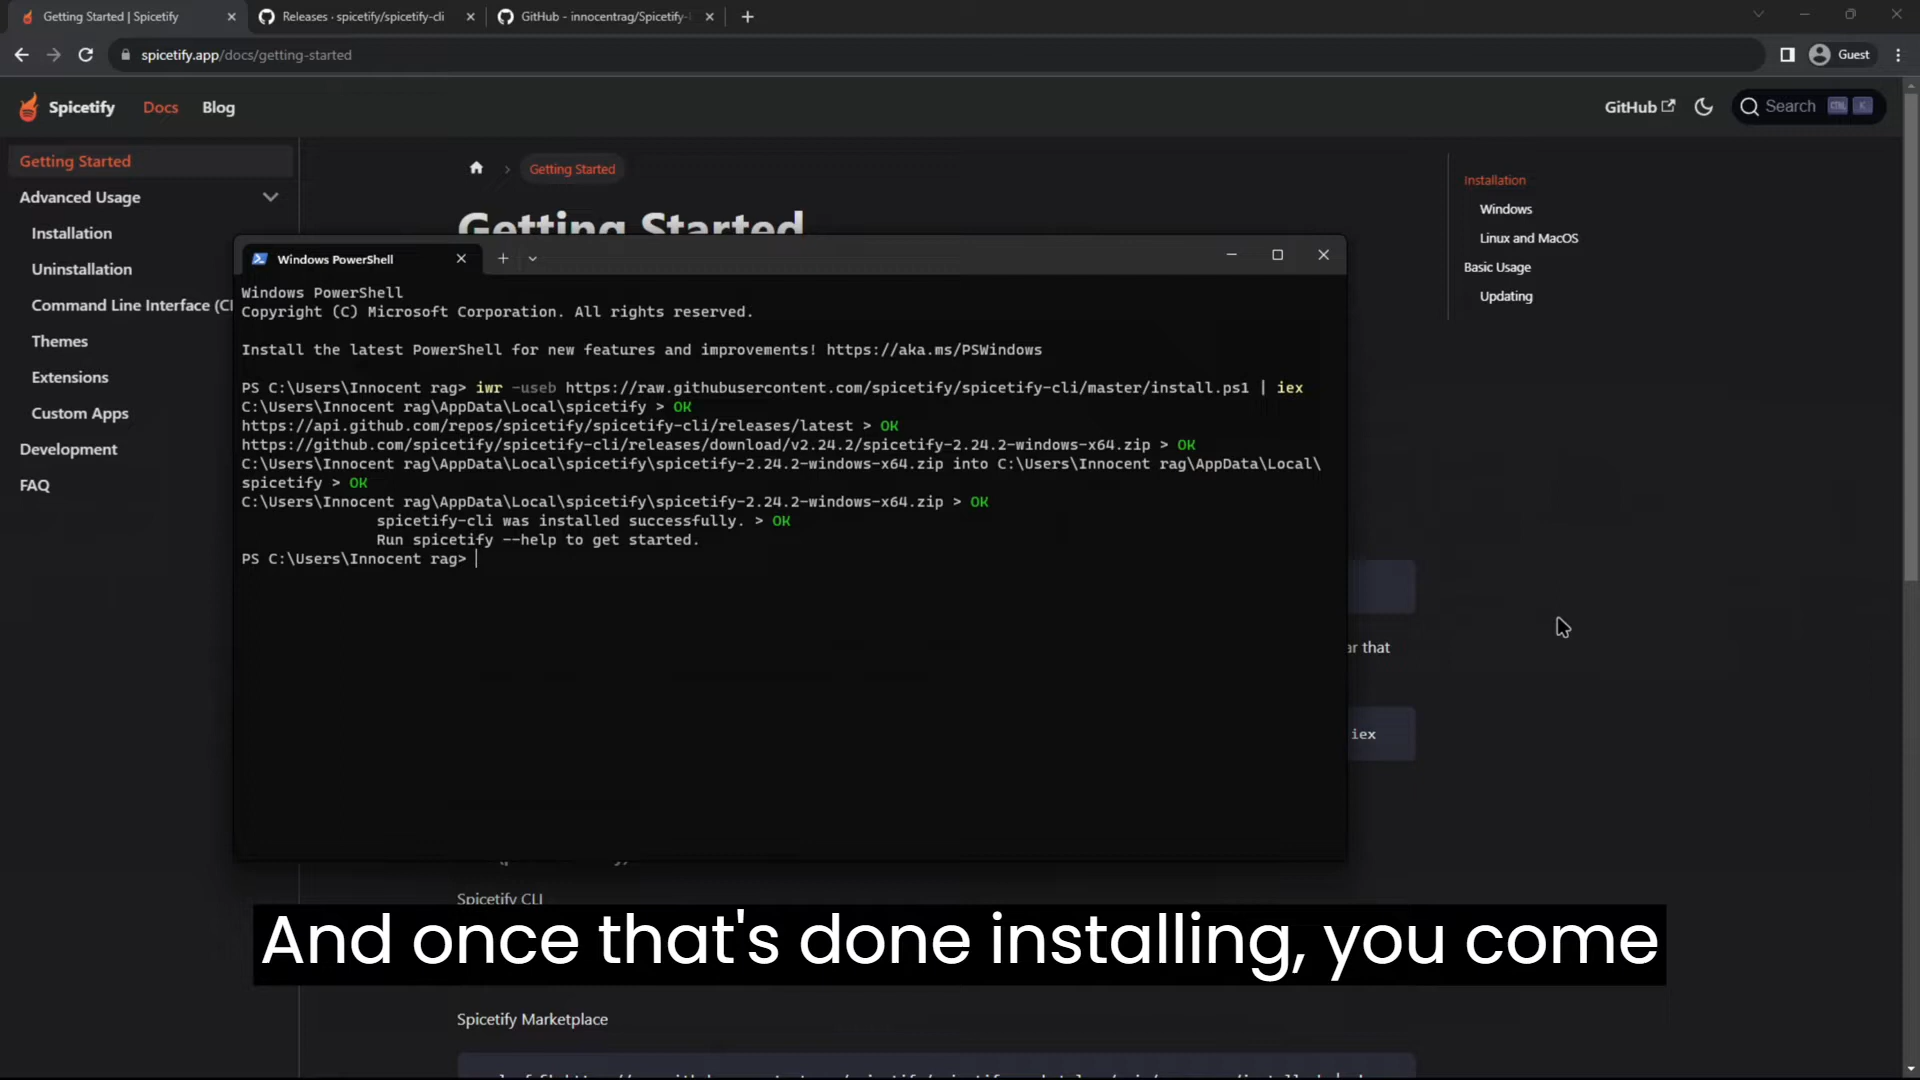 Getting Started | Spicetify
Releases · spicetify/spicetify-cli
GitHub - innocentrag/Spicetify-
spicetify.app/docs/getting-started
Guest
Spicetify
Docs
Blog
GitHub
Search
CTRL
K
Getting Started
Advanced Usage
Installation
Uninstallation
Command Line Interface (Cl
Themes
Extensions
Custom Apps
Development
FAQ
Getting Started
Getting Started
Installation
Windows
Linux and MacOS
Basic Usage
Updating
Windows PowerShell
Windows PowerShell
Copyright (C) Microsoft Corporation. All rights reserved.
Install the latest PowerShell for new features and improvements! https://aka.ms/PSWindows
PS C:\Users\Innocent rag> iwr -useb https://raw.githubusercontent.com/spicetify/spicetify-cli/master/install.ps1 | iex
C:\Users\Innocent rag\AppData\Local\spicetify > OK
https://api.github.com/repos/spicetify/spicetify-cli/releases/latest > OK
https://github.com/spicetify/spicetify-cli/releases/download/v2.24.2/spicetify-2.24.2-windows-x64.zip > OK
C:\Users\Innocent rag\AppData\Local\spicetify\spicetify-2.24.2-windows-x64.zip into C:\Users\Innocent rag\AppData\Local\
spicetify > OK
C:\Users\Innocent rag\AppData\Local\spicetify\spicetify-2.24.2-windows-x64.zip > OK
spicetify-cli was installed successfully. > OK
Run spicetify --help to get started.
PS C:\Users\Innocent rag>
ar that
iex
Spicetify CLI
And once that's done installing, you come
Spicetify Marketplace